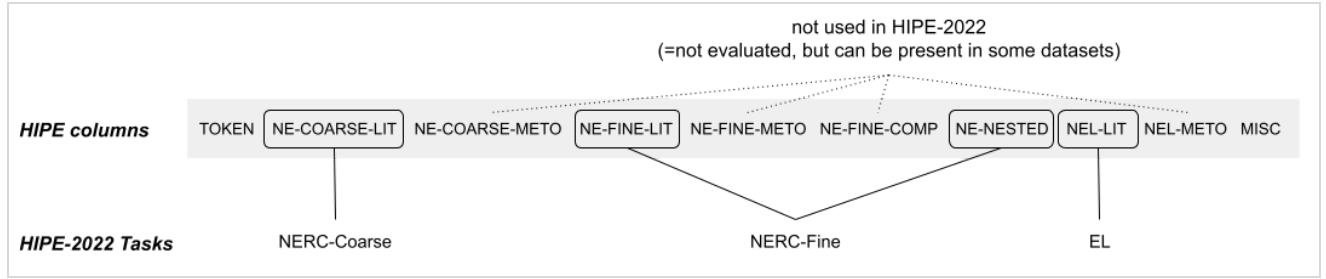 not used in HIPE-2022
(=not evaluated, but can be present in some datasets)
HIPE columns TOKEN NE-COARSE-LIT NE-COARSE-METO NE-FINE-LIT NE-FINE-METO NE-FINE-COMP NE-NESTED NEL-LIT NEL-METO MISC
HIPE-2022 Tasks NERC-Coarse NERC-Fine EL